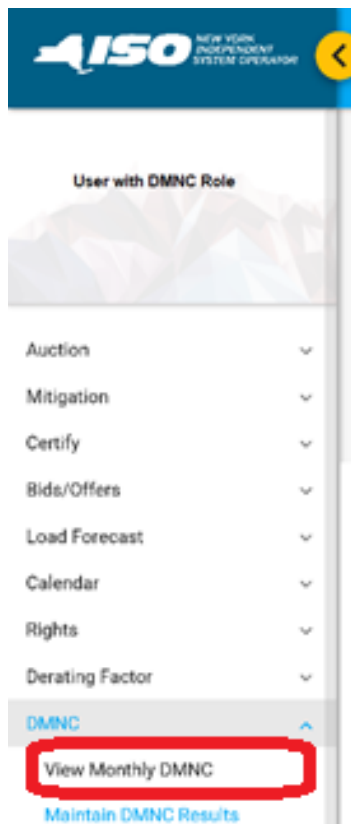 ISO NEW YORK
INDEPENDENT
SYSTEM OPERATOR
User with DMNC Role
Auction
Mitigation
Certify
Bids/Offers
Load Forecast
Calendar
Rights
Derating Factor
DMNC
View Monthly DMNC
Maintain DMNC Results